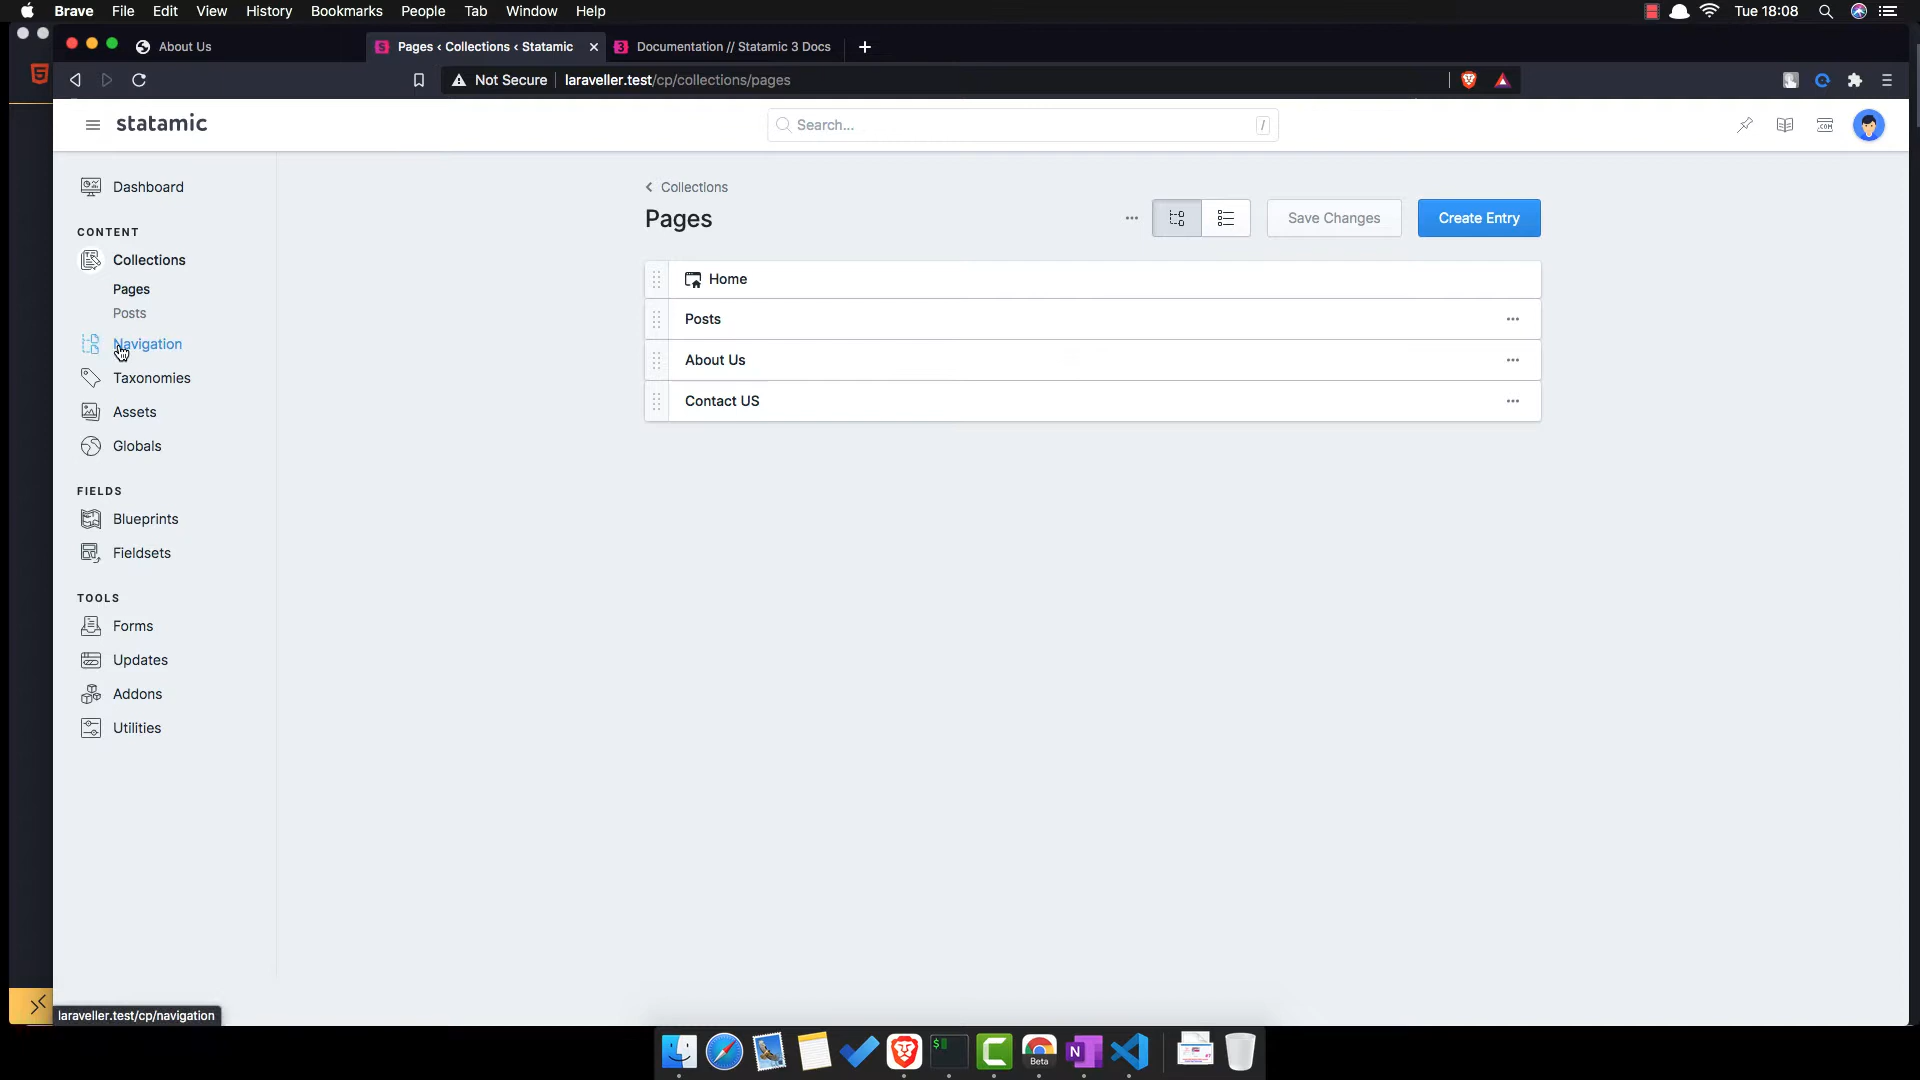 Brave File Edit View History Bookmarks People Tab Window Help Tue 18:08
About Us Pages ‹ Collections ‹ Statamic Documentation // Statamic 3 Docs
Not Secure laraveller.test/cp/collections/pages
statamic Search... /
.COM
Dashboard
CONTENT
Collections
Pages
Posts
Navigation
Taxonomies
Assets
Globals
FIELDS
Blueprints
Fieldsets
TOOLS
Forms
Updates
Addons
Utilities
Collections
Pages
Save Changes Create Entry
Home
Posts
About Us
Contact US
laraveller.test/cp/navigation
Beta